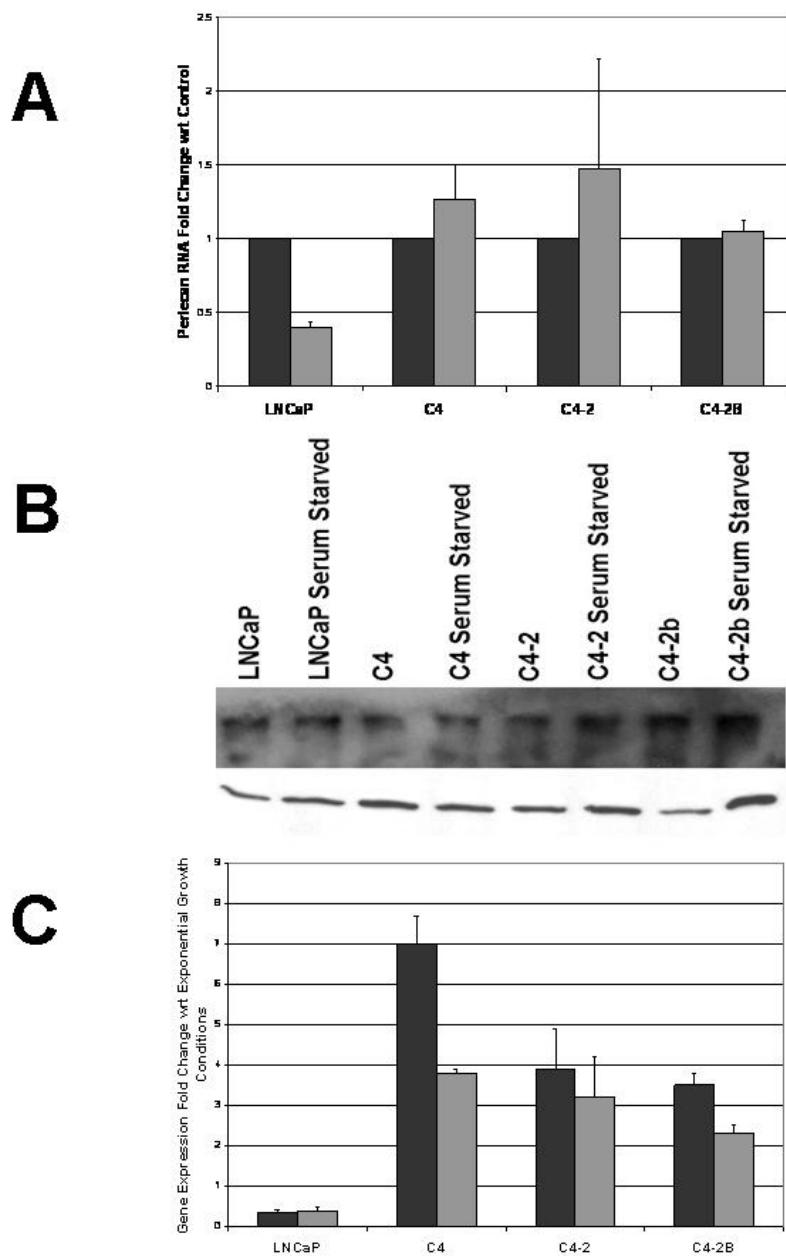 A
Perlecan RNA Fold Change wrt Control
2.5
2
1.5
1
0.5
0
LNCaP
C4
C4-2
C4-2B
B
LNCaP
LNCaP Serum Starved
C4
C4 Serum Starved
C4-2
C4-2 Serum Starved
C4-2b
C4-2b Serum Starved
C
Gene Expression Fold Change wrt Exponential Growth
Conditions
9
8
7
6
5
4
3
2
1
0
LNCaP
C4
C4-2
C4-2B